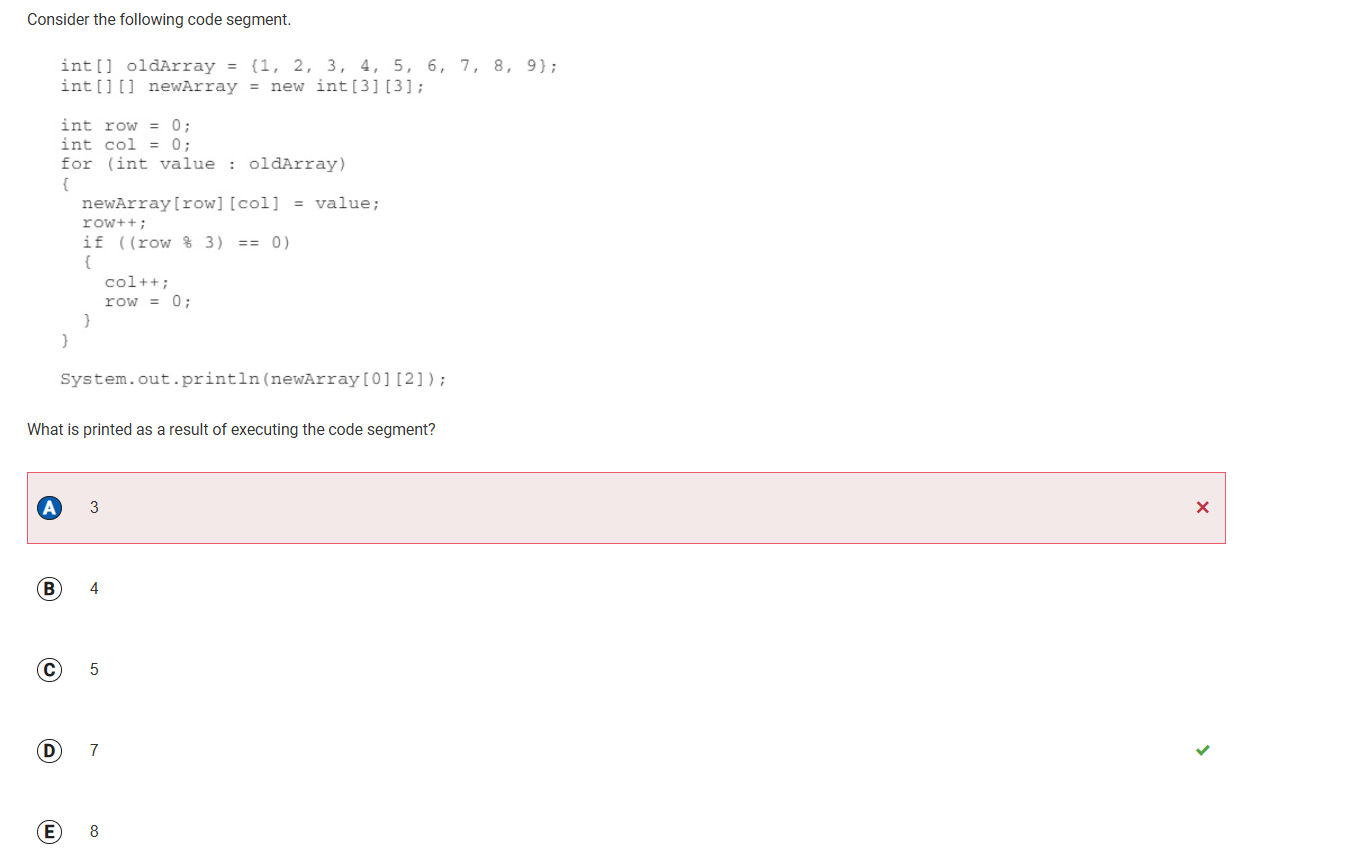 Consider the following code segment.
int[] oldArray = {1, 2, 3, 4, 5, 6, 7, 8, 9};
int[][] newArray = new int[3][3];
int row = 0;
int col = 0;
for (int value : oldArray)
{
newArray[row][col] = value;
row++;
if ((row % 3) == 0)
{
col++;
row = 0;
}
}
System.out.println(newArray[0][2]);
What is printed as a result of executing the code segment?
A 3
B 4
C 5
D 7
E 8